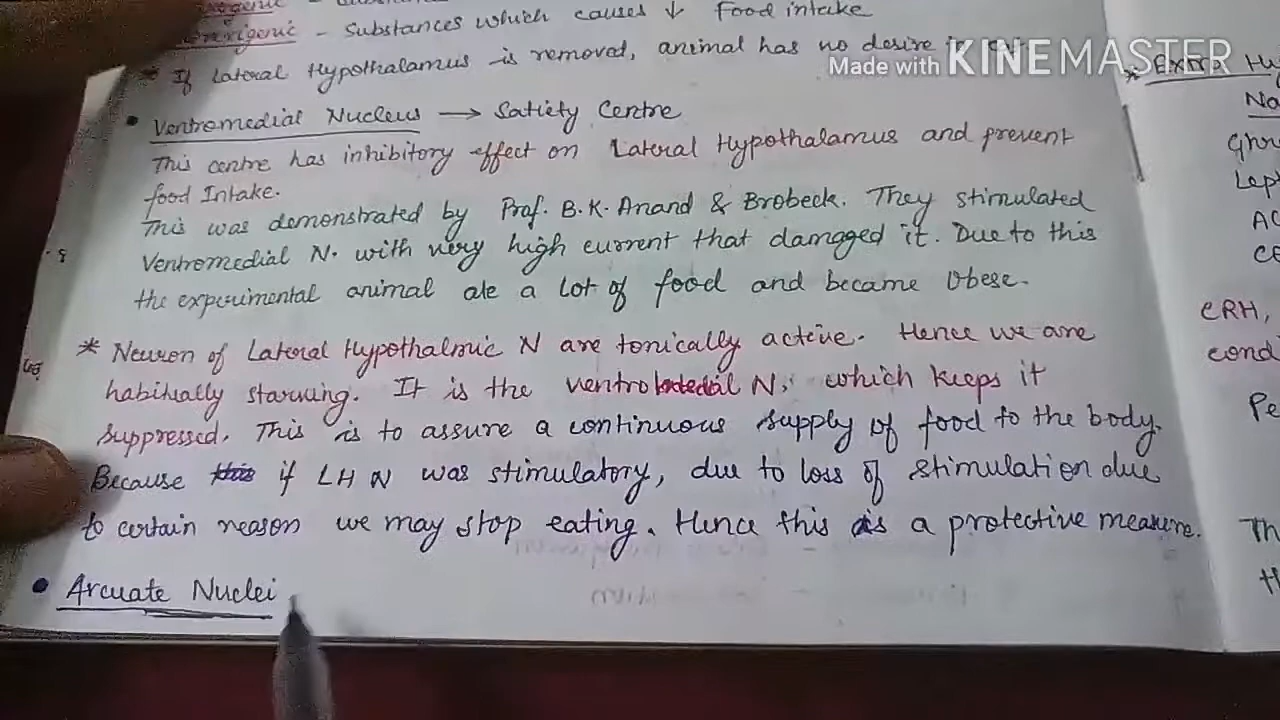 - Substances which causes ↓ Food intake
* If Lateral Hypothalamus is removed, animal has no desire
Made with KINEMASTER
• Ventromedial Nucleus → Satiety Centre
This centre has inhibitory effect on Lateral Hypothalamus and prevent
food Intake.
This was demonstrated by Prof. B.K. Anand & Brobeck. They stimulated
Ventromedial N. with very high current that damaged it. Due to this
the experimental animal ate a lot of food and became Obese.
* Neuron of Lateral Hypothalmic N are tonically active. Hence we are
habitually starving. It is the ventro N. which keeps it
suppressed. This is to assure a continuous supply of food to the body.
Because if LH N was stimulatory, due to loss of stimulation due
to certain reason we may stop eating. Hence this is a protective measure.
• Arcuate Nuclei
* Extra
CRH,